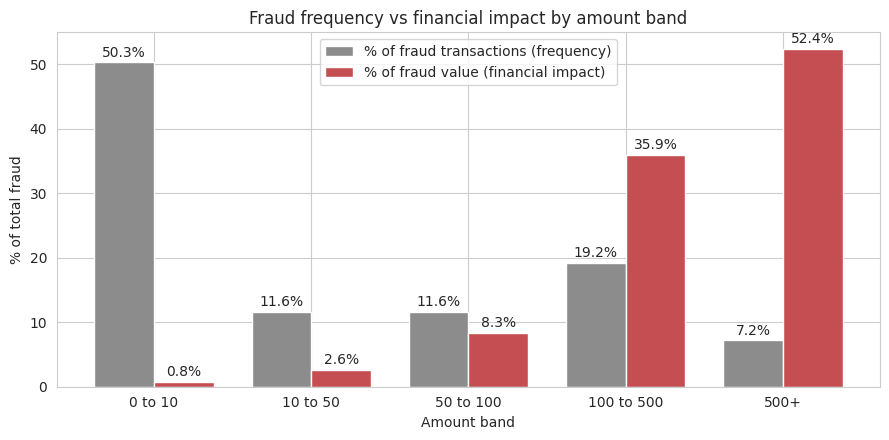 Fraud frequency vs financial impact by amount band
% of fraud transactions (frequency)
% of fraud value (financial impact)
% of total fraud
50
40
30
20
10
0
50.3%
0.8%
11.6%
2.6%
11.6%
8.3%
19.2%
35.9%
7.2%
52.4%
0 to 10
10 to 50
50 to 100
100 to 500
500+
Amount band